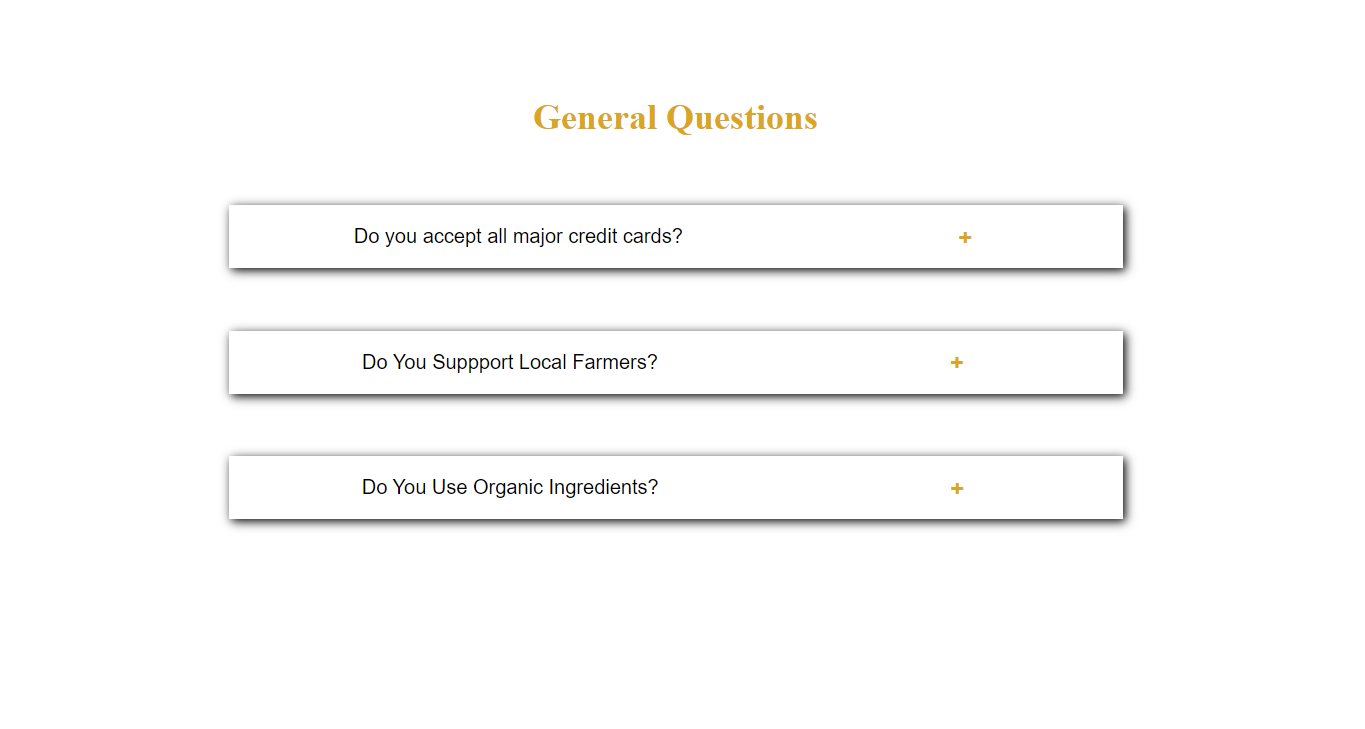 General Questions
Do you accept all major credit cards? +
Do You Suppport Local Farmers? +
Do You Use Organic Ingredients? +